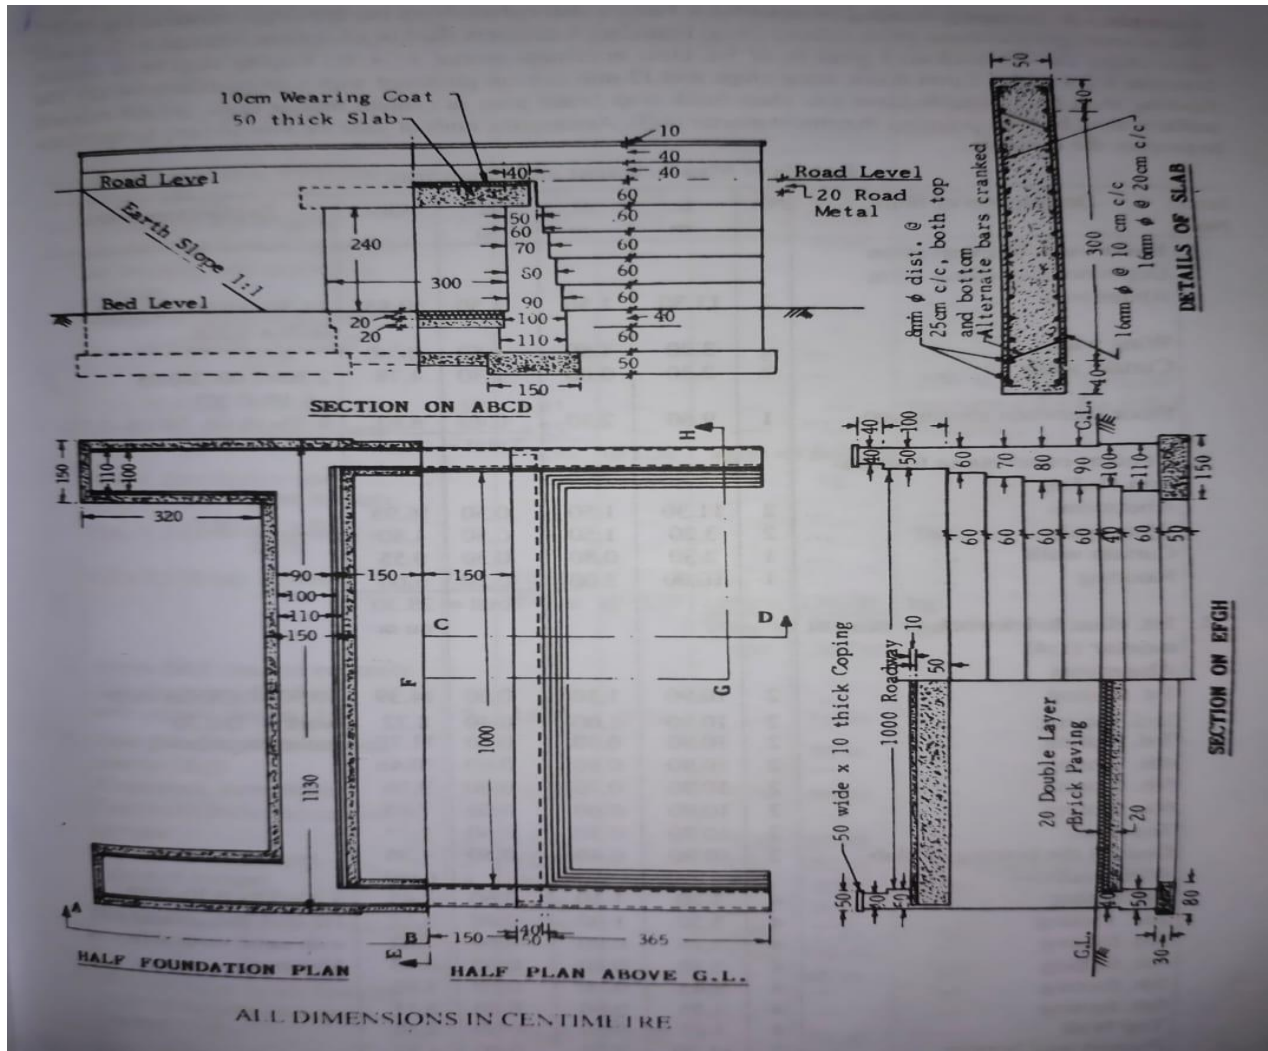 10cm Wearing Coat
50 thick Slab
10
40
40
40
Road Level
Road Level
20 Road
Metal
60
50
60
60
Earth Slope 1:1
240
70
60
80
60
300
90
60
Bed Level
20
100
40
20
110
60
50
150
SECTION ON ABCD
50
40
300
40
8mm ϕ dist. @
25cm c/c, both top
and bottom
Alternate bars cranked
16mm ϕ @ 10 cm c/c
16mm ϕ @ 20cm c/c
DETAILS OF SLAB
150
110
100
320
90
100
110
150
150
150
1130
1000
C
D
F
G
H
A
B
E
150
40
50
365
HALF FOUNDATION PLAN
HALF PLAN ABOVE G.L.
40
100
G.L.
40
50
60
70
80
90
100
110
150
60
60
60
60
40
60
50
10
50
50 wide x 10 thick Coping
1000 Roadway
20 Double Layer
Brick Paving
20
50
40
50
40
50
80
G.L.
30
SECTION ON EFGH
ALL DIMENSIONS IN CENTIMETRE